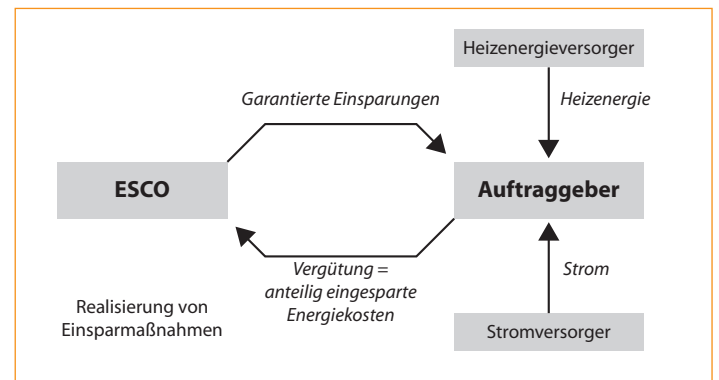 Heizenergieversorger
Garantierte Einsparungen
Heizenergie
ESCO
Auftraggeber
Vergütung =
anteilig eingesparte
Energiekosten
Strom
Realisierung von
Einsparmaßnahmen
Stromversorger